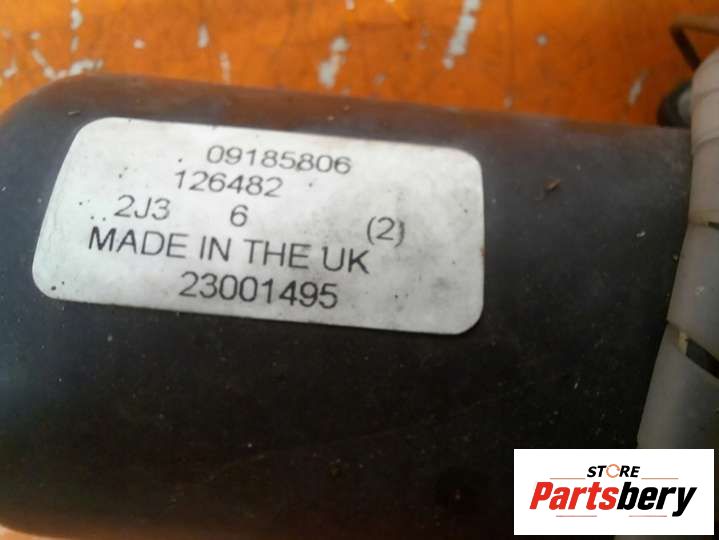 09185806
126482
..2J3 6 (2)
MADE IN THE UK
23001495
STORE
Partsbery